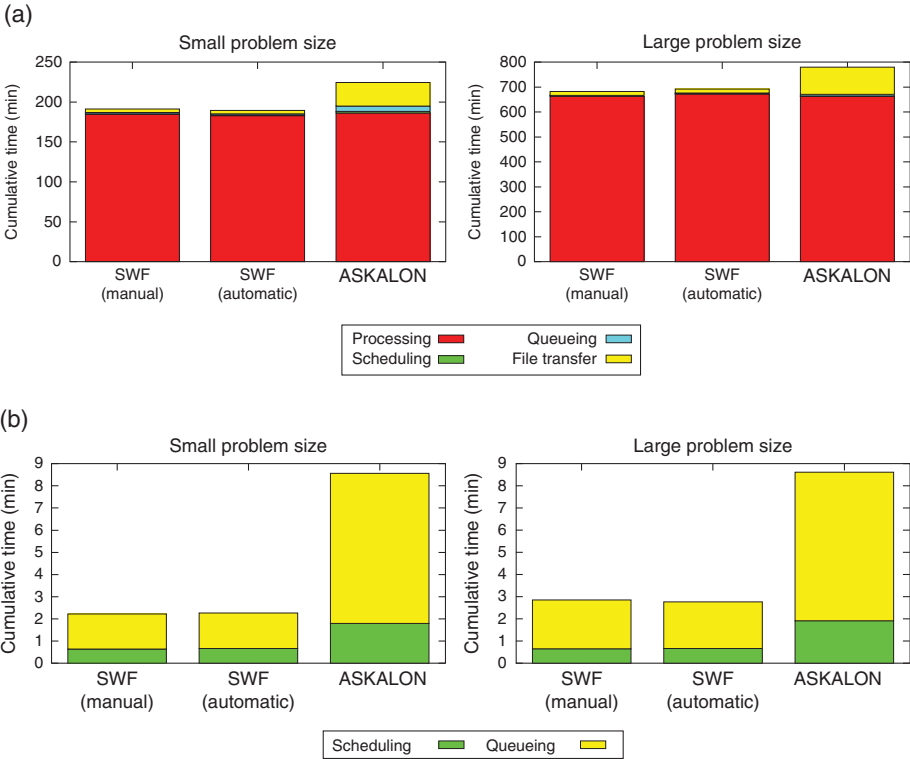 (a)
Small problem size
Large problem size
Cumulative time (min)
250
200
150
100
50
0
SWF
(manual)
SWF
(automatic)
ASKALON
Cumulative time (min)
800
700
600
500
400
300
200
100
0
SWF
(manual)
SWF
(automatic)
ASKALON
Processing
Queueing
Scheduling
File transfer
(b)
Small problem size
Large problem size
Cumulative time (min)
9
8
7
6
5
4
3
2
1
0
SWF
(manual)
SWF
(automatic)
ASKALON
Cumulative time (min)
9
8
7
6
5
4
3
2
1
0
SWF
(manual)
SWF
(automatic)
ASKALON
Scheduling
Queueing